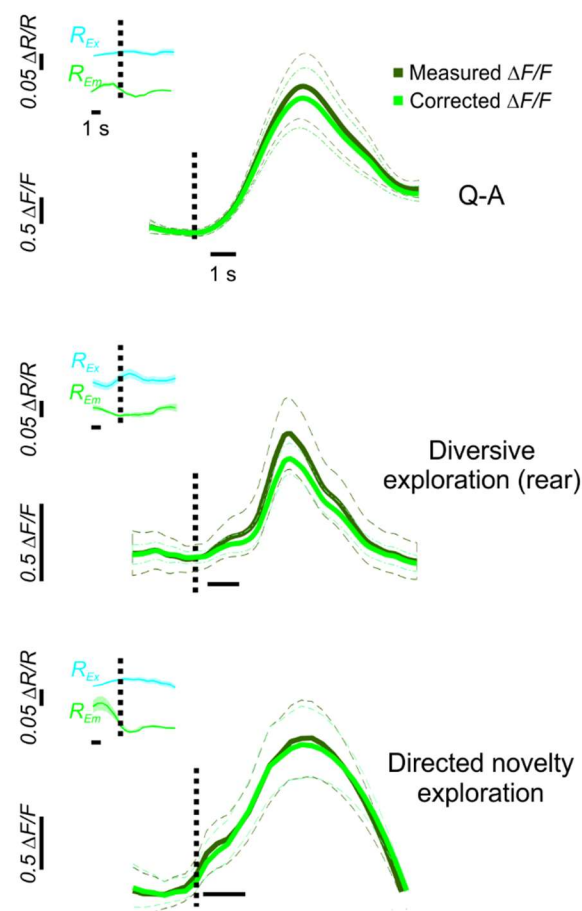 0.05 ΔR/R
R_Ex
R_Em
1 s
Measured ΔF/F
Corrected ΔF/F
0.5 ΔF/F
Q-A
1 s
0.05 ΔR/R
R_Ex
R_Em
Diversive
exploration (rear)
0.5 ΔF/F
0.05 ΔR/R
R_Ex
R_Em
Directed novelty
exploration
0.5 ΔF/F